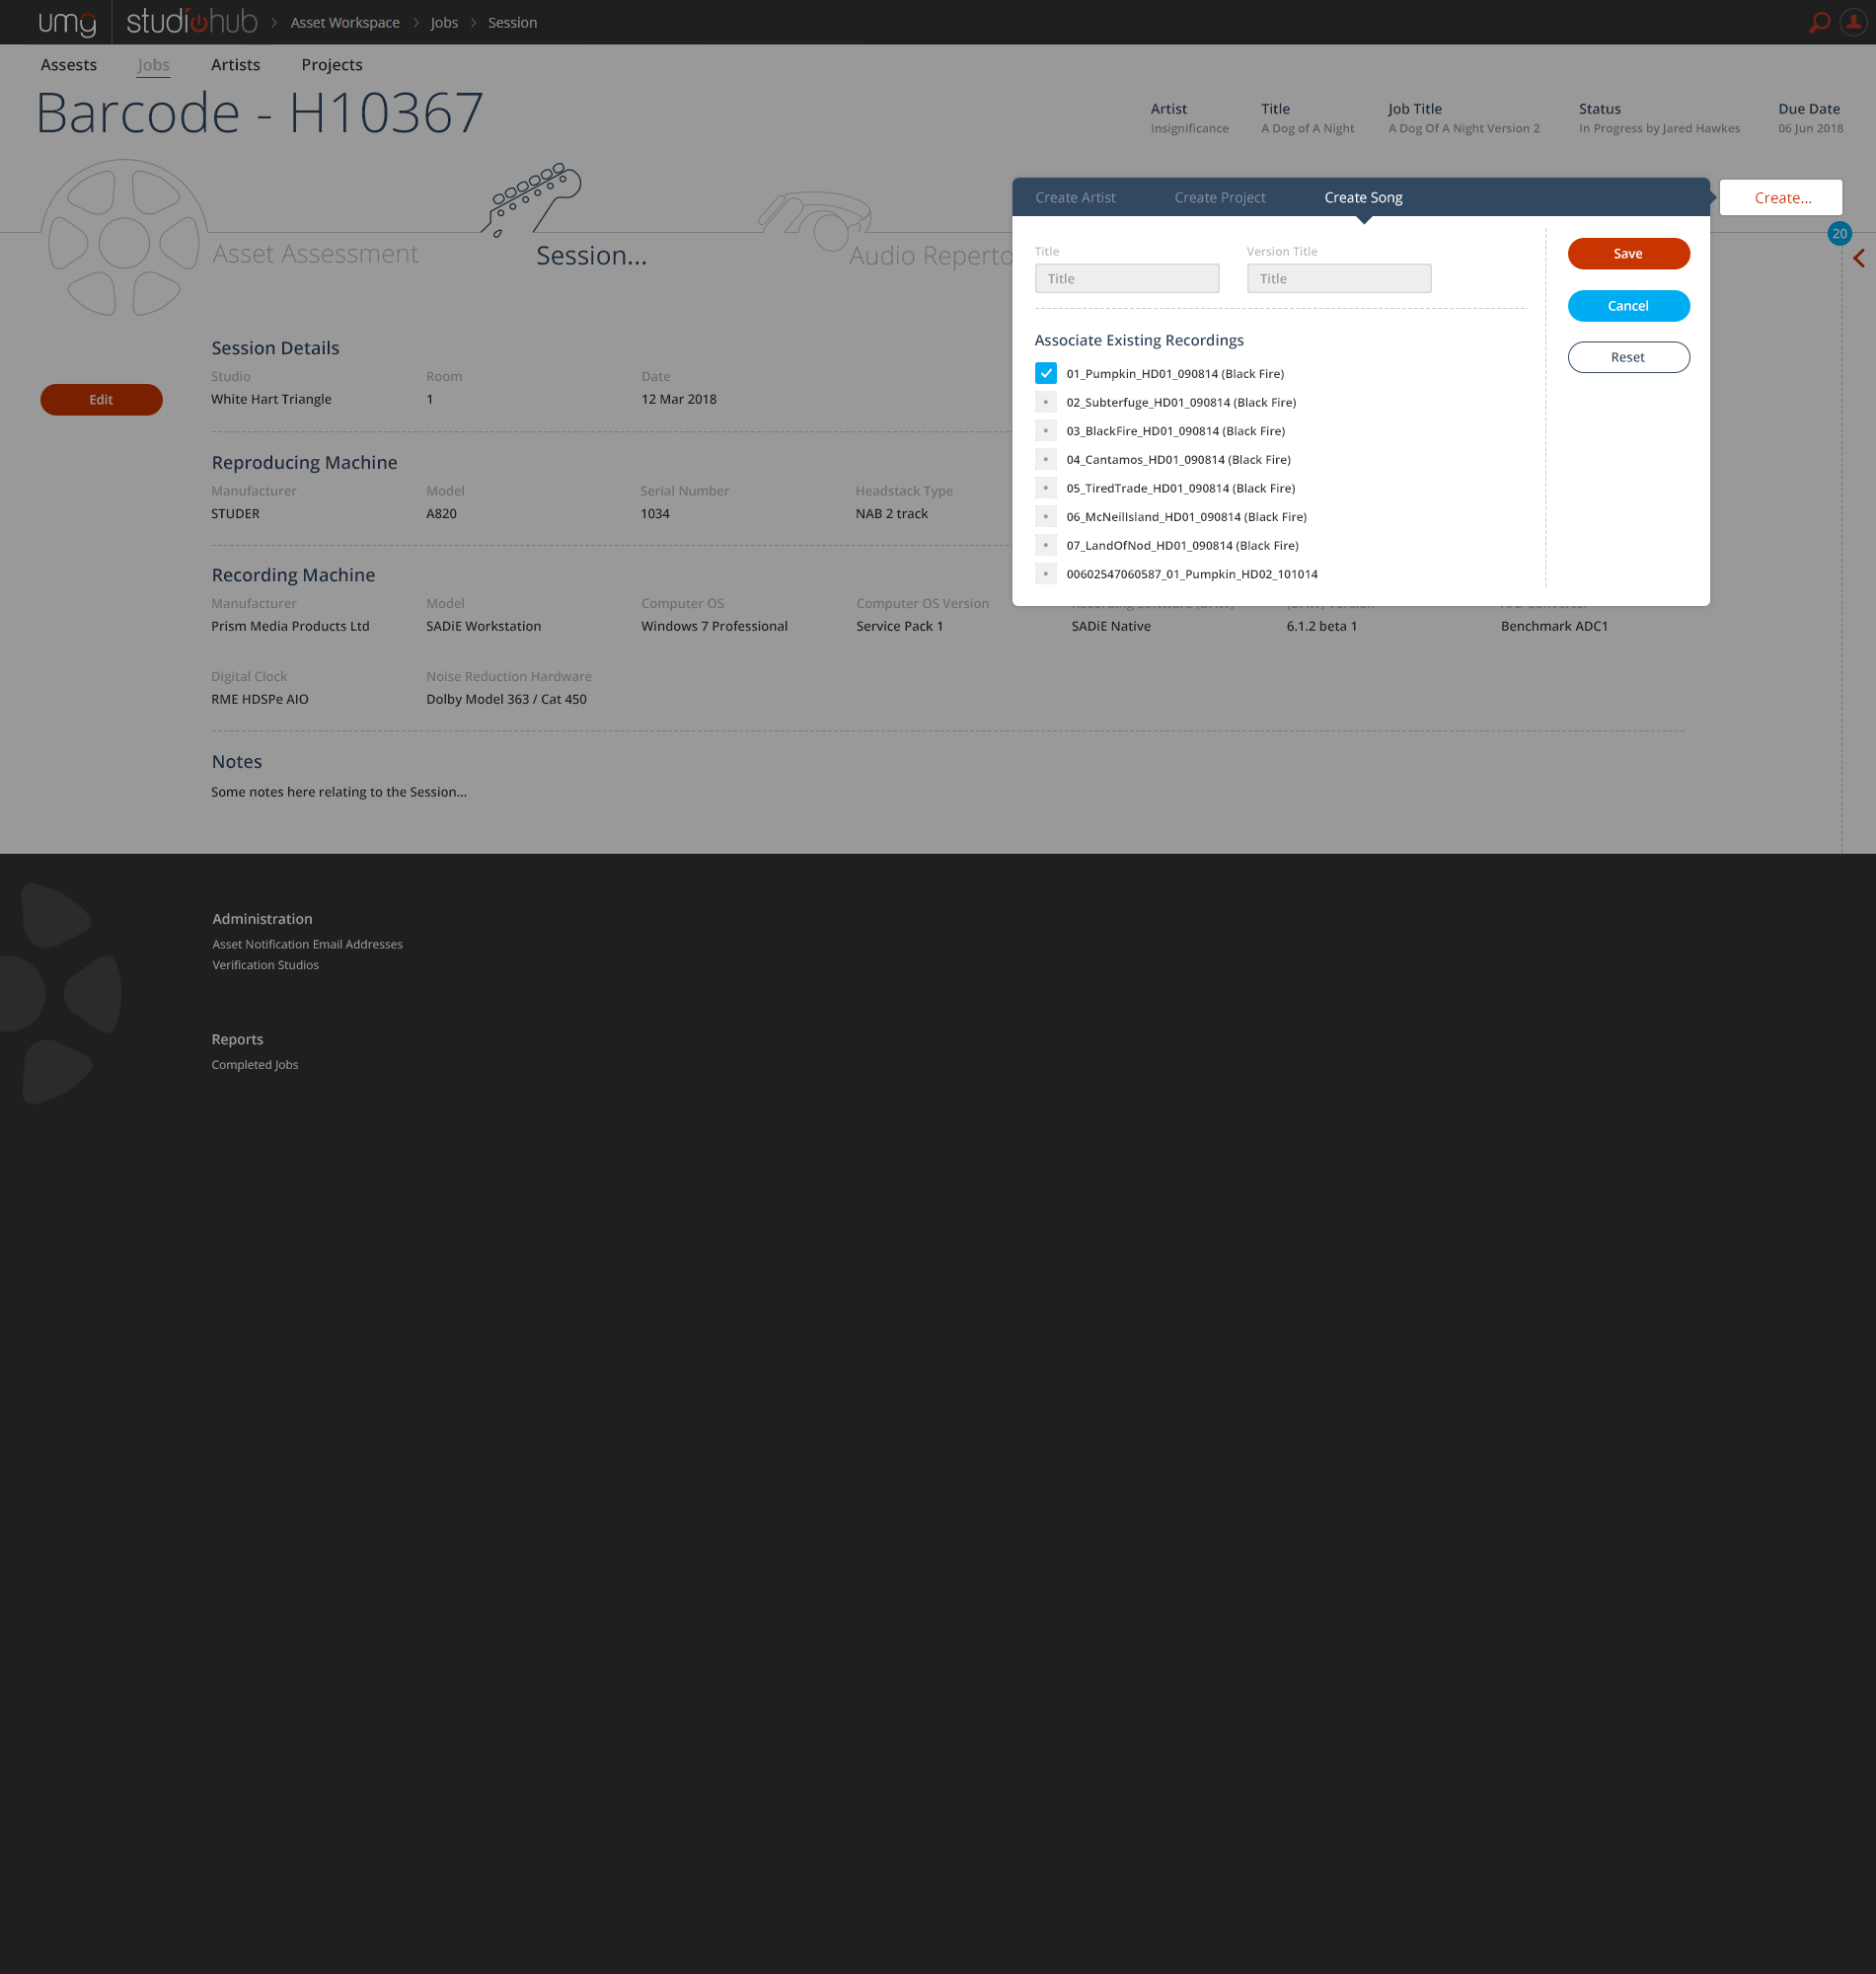 umg studiohub > Asset Workspace > Jobs > Session
Assests Jobs Artists Projects
Barcode - H10367
Artist Title Job Title Status Due Date
Insignificance A Dog of A Night A Dog Of A Night Version 2 In Progress by Jared Hawkes 06 Jun 2018
Create Artist Create Project Create Song
Create...
20
Asset Assessment
Session...
Audio Reperto
Title Version Title
Title Title
Save
Cancel
Reset
Associate Existing Recordings
01_Pumpkin_HD01_090814 (Black Fire)
02_Subterfuge_HD01_090814 (Black Fire)
03_BlackFire_HD01_090814 (Black Fire)
04_Cantamos_HD01_090814 (Black Fire)
05_TiredTrade_HD01_090814 (Black Fire)
06_McNeilIsland_HD01_090814 (Black Fire)
07_LandOfNod_HD01_090814 (Black Fire)
00602547060587_01_Pumpkin_HD02_101014
Edit
Session Details
Studio Room Date
White Hart Triangle 1 12 Mar 2018
Reproducing Machine
Manufacturer Model Serial Number Headstack Type
STUDER A820 1034 NAB 2 track
Recording Machine
Manufacturer Model Computer OS Computer OS Version
Prism Media Products Ltd SADiE Workstation Windows 7 Professional Service Pack 1 SADiE Native 6.1.2 beta 1 Benchmark ADC1
Digital Clock Noise Reduction Hardware
RME HDSPe AIO Dolby Model 363 / Cat 450
Notes
Some notes here relating to the Session...
Administration
Asset Notification Email Addresses
Verification Studios
Reports
Completed Jobs